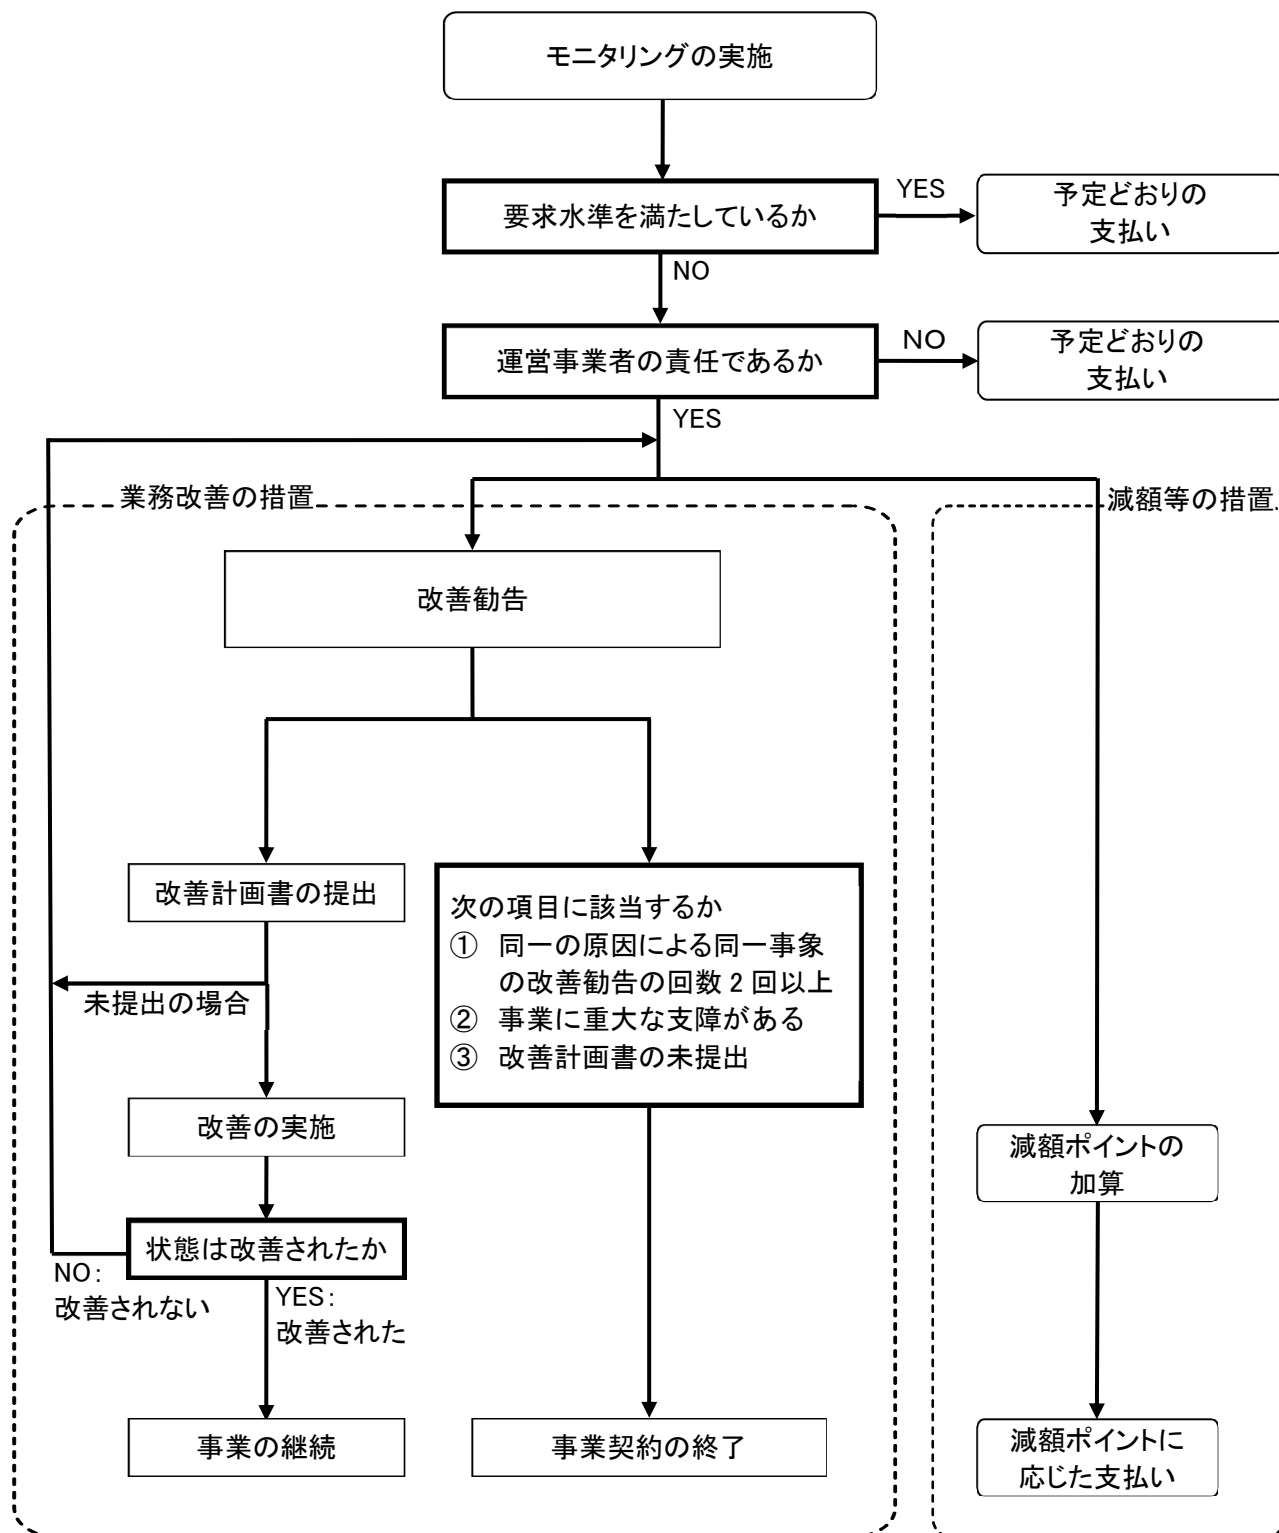 モニタリングの実施
要求水準を満たしているか
YES
予定どおりの
支払い
NO
運営事業者の責任であるか
NO
予定どおりの
支払い
YES
業務改善の措置
減額等の措置
改善勧告
改善計画書の提出
未提出の場合
次の項目に該当するか
① 同一の原因による同一事象
の改善勧告の回数 2 回以上
② 事業に重大な支障がある
③ 改善計画書の未提出
改善の実施
減額ポイントの
加算
状態は改善されたか
NO:
改善されない
YES:
改善された
事業の継続
事業契約の終了
減額ポイントに
応じた支払い